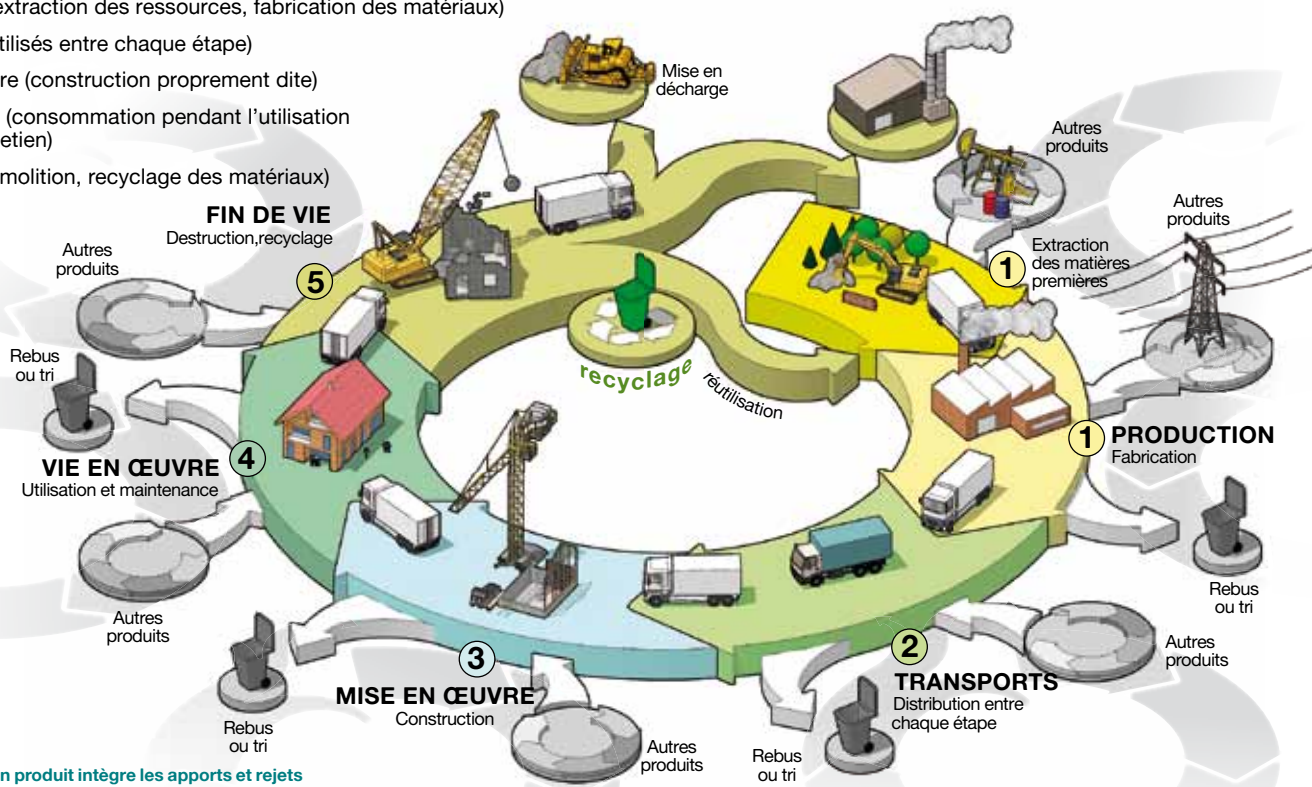 extraction des ressources, fabrication des matériaux)
tilisés entre chaque étape)
re (construction proprement dite)
(consommation pendant l'utilisation
etien)
molition, recyclage des matériaux)
Mise en
décharge
Autres
produits
Autres
produits
FIN DE VIE
Destruction,recyclage
5
Autres
produits
1
Extraction
des matières
premières
Rebus
ou tri
recyclage
réutilisation
1
PRODUCTION
Fabrication
VIE EN ŒUVRE
Utilisation et maintenance
4
Autres
produits
Rebus
ou tri
2
TRANSPORTS
Distribution entre
chaque étape
Autres
produits
3
MISE EN ŒUVRE
Construction
Rebus
ou tri
Autres
produits
Rebus
ou tri
n produit intègre les apports et rejets